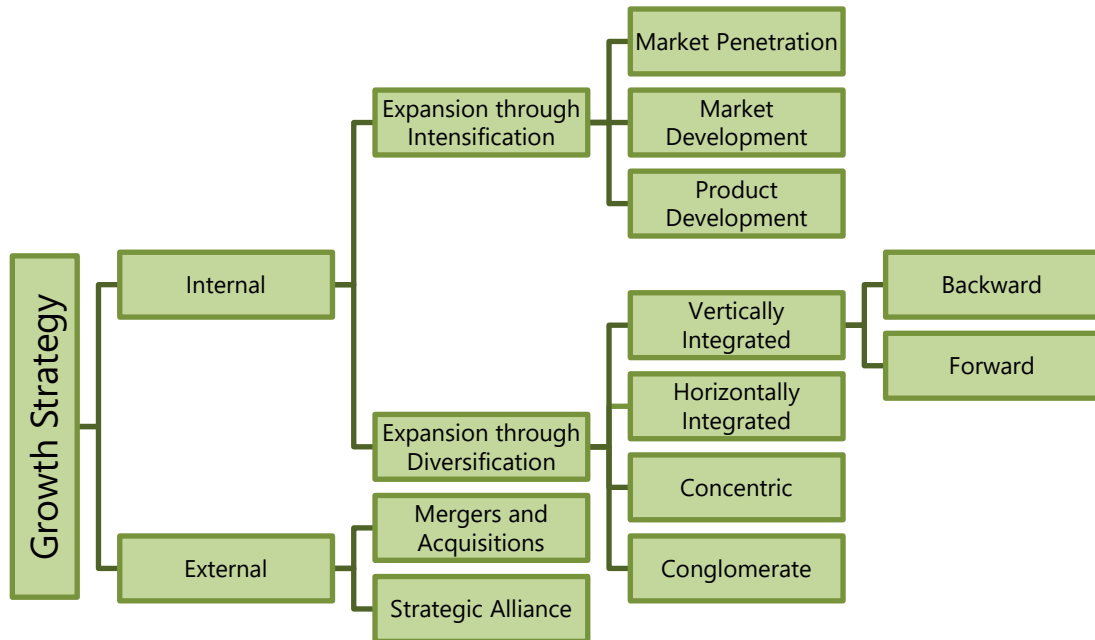 Growth Strategy
Internal
Expansion through
Intensification
Market Penetration
Market
Development
Product
Development
Expansion through
Diversification
Vertically
Integrated
Backward
Forward
Horizontally
Integrated
Concentric
Conglomerate
External
Mergers and
Acquisitions
Strategic Alliance